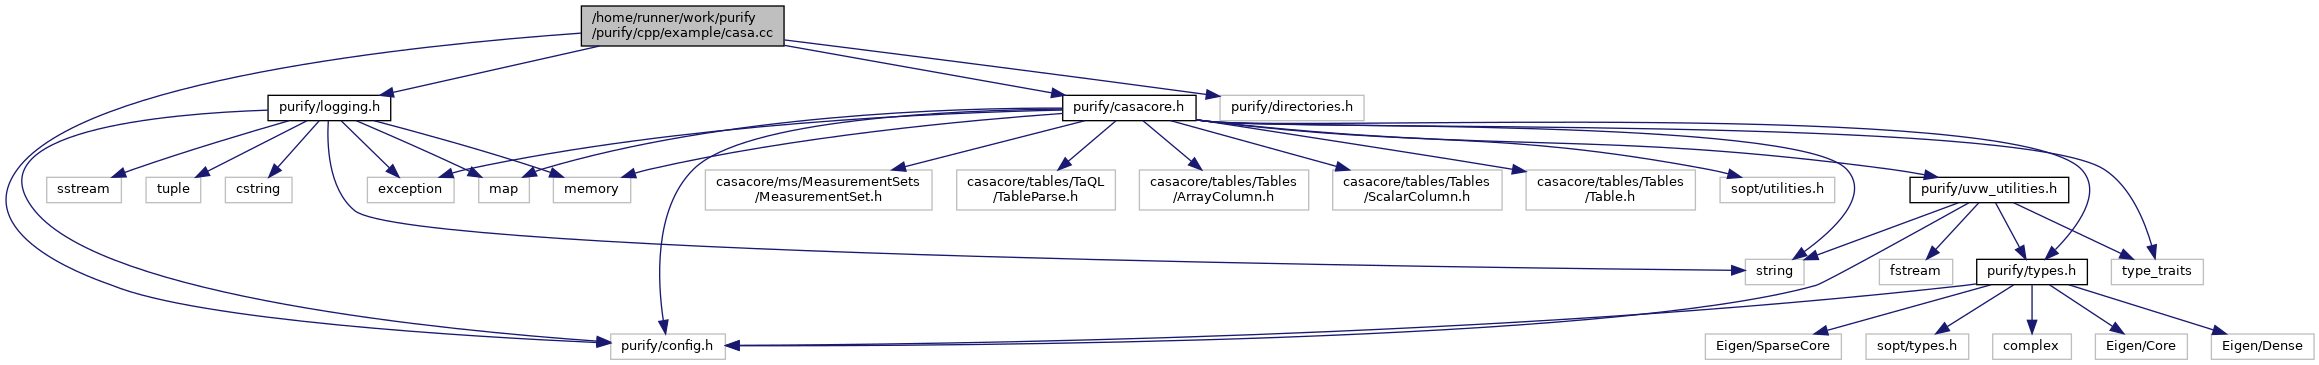 /home/runner/work/purify
/purify/cpp/example/casa.cc
purify/logging.h
purify/casacore.h
purify/directories.h
sstream
tuple
cstring
exception
map
memory
casacore/ms/MeasurementSets
/MeasurementSet.h
casacore/tables/TaQL
/TableParse.h
casacore/tables/Tables
/ArrayColumn.h
casacore/tables/Tables
/ScalarColumn.h
casacore/tables/Tables
/Table.h
sopt/utilities.h
purify/uvw_utilities.h
string
fstream
purify/types.h
type_traits
purify/config.h
Eigen/SparseCore
sopt/types.h
complex
Eigen/Core
Eigen/Dense